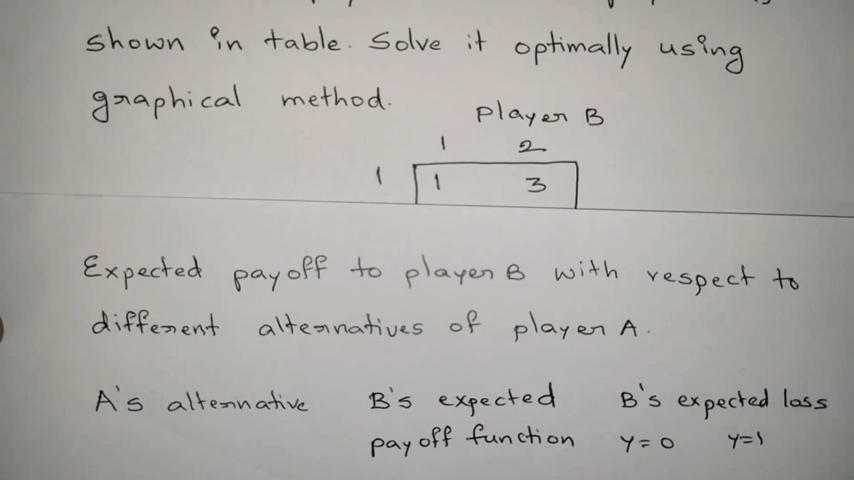 shown in table. Solve it optimally using
graphical method.
Player B
1 2
1 1 3
Expected payoff to player B with respect to
different alternatives of player A.
A's alternative B's expected B's expected loss
payoff function y=0 y=1